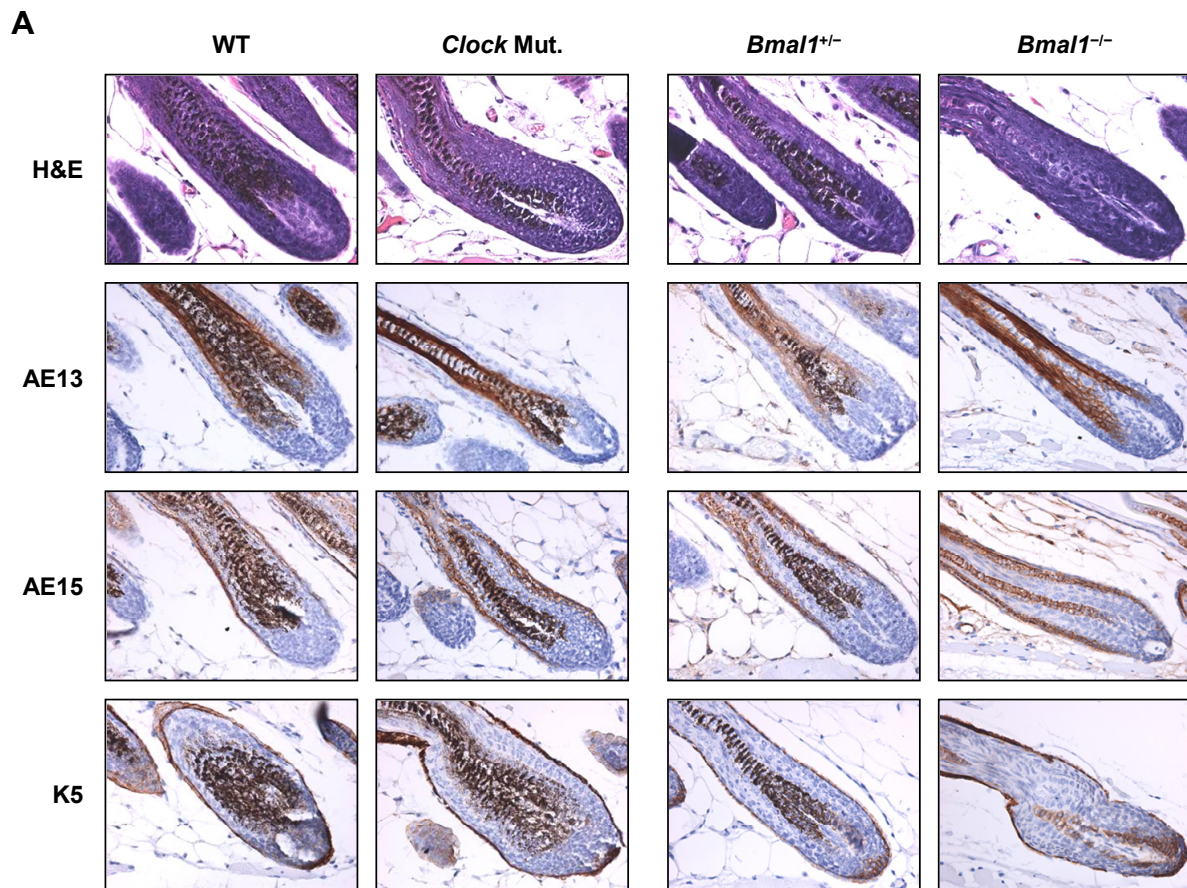 A
WT Clock Mut. Bmal1+/– Bmal1–/–
H&E
AE13
AE15
K5